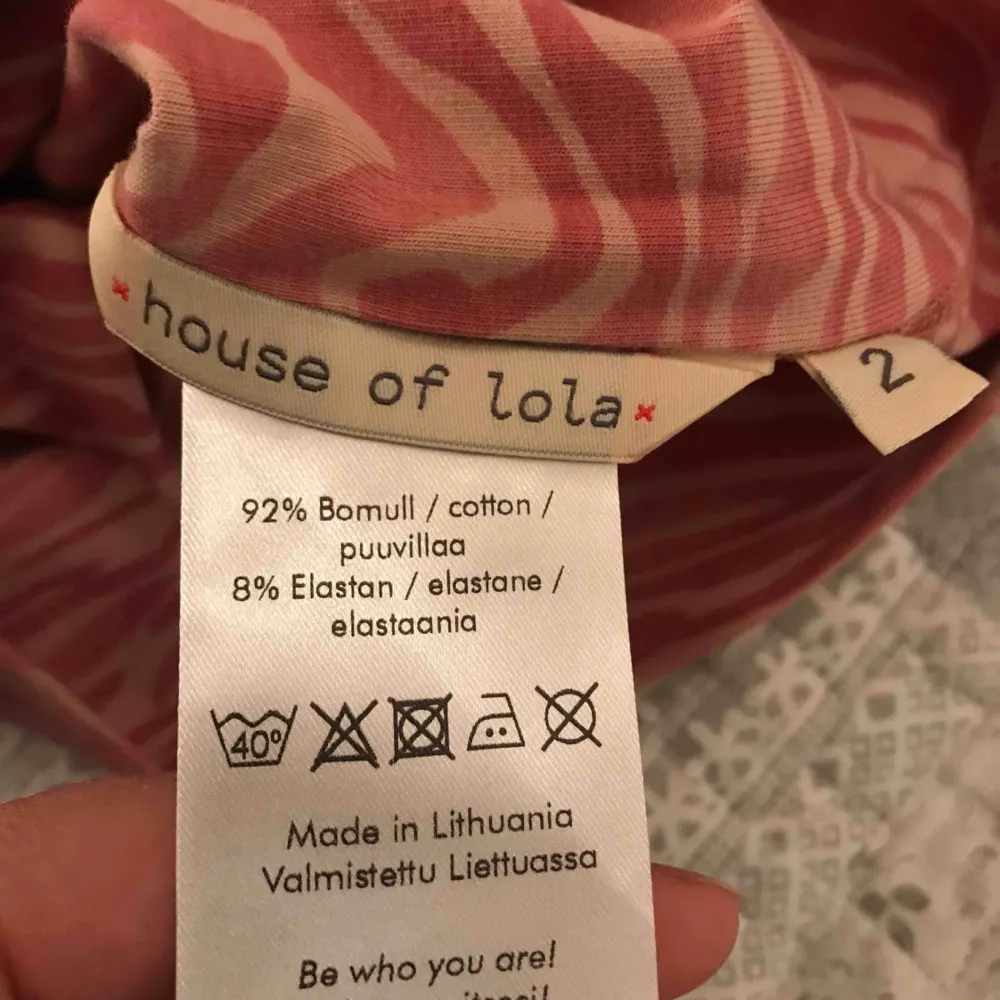 house of lola
2
92% Bomull / cotton /
puuvillaa
8% Elastan / elastane /
elastaania
40º
Made in Lithuania
Valmistettu Liettuassa
Be who you are!